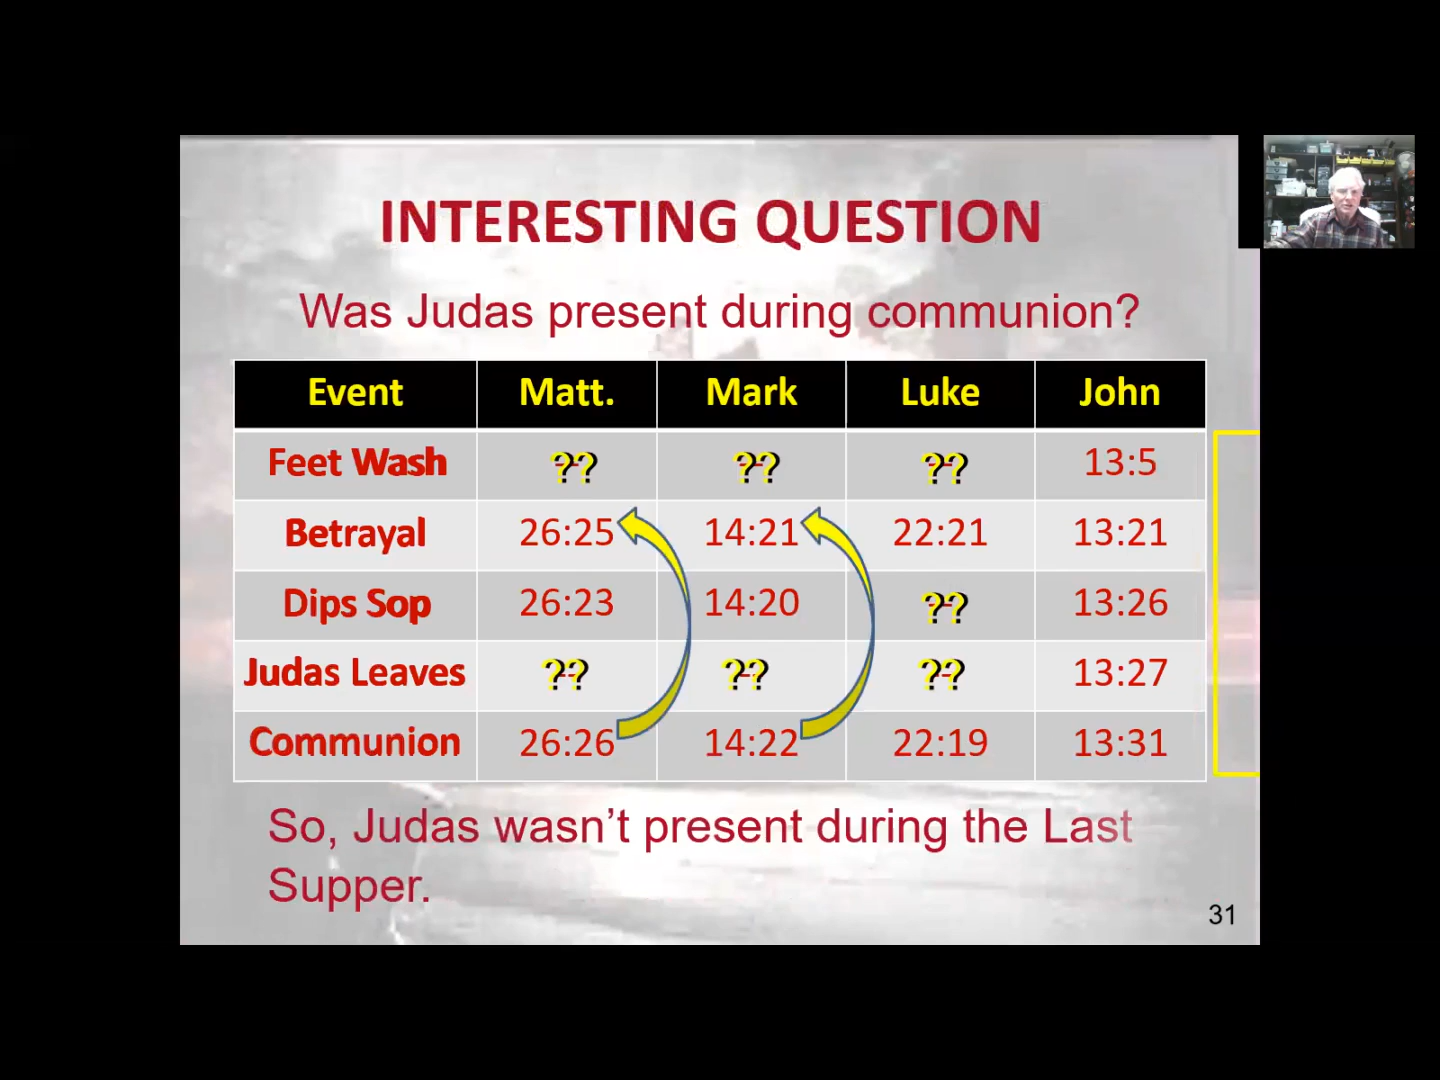 INTERESTING QUESTION
Was Judas present during communion?
Event Matt. Mark Luke John
Feet Wash ?? ?? ?? 13:5
Betrayal 26:25 14:21 22:21 13:21
Dips Sop 26:23 14:20 ?? 13:26
Judas Leaves ?? ?? ?? 13:27
Communion 26:26 14:22 22:19 13:31
So, Judas wasn't present during the Last
Supper.
31